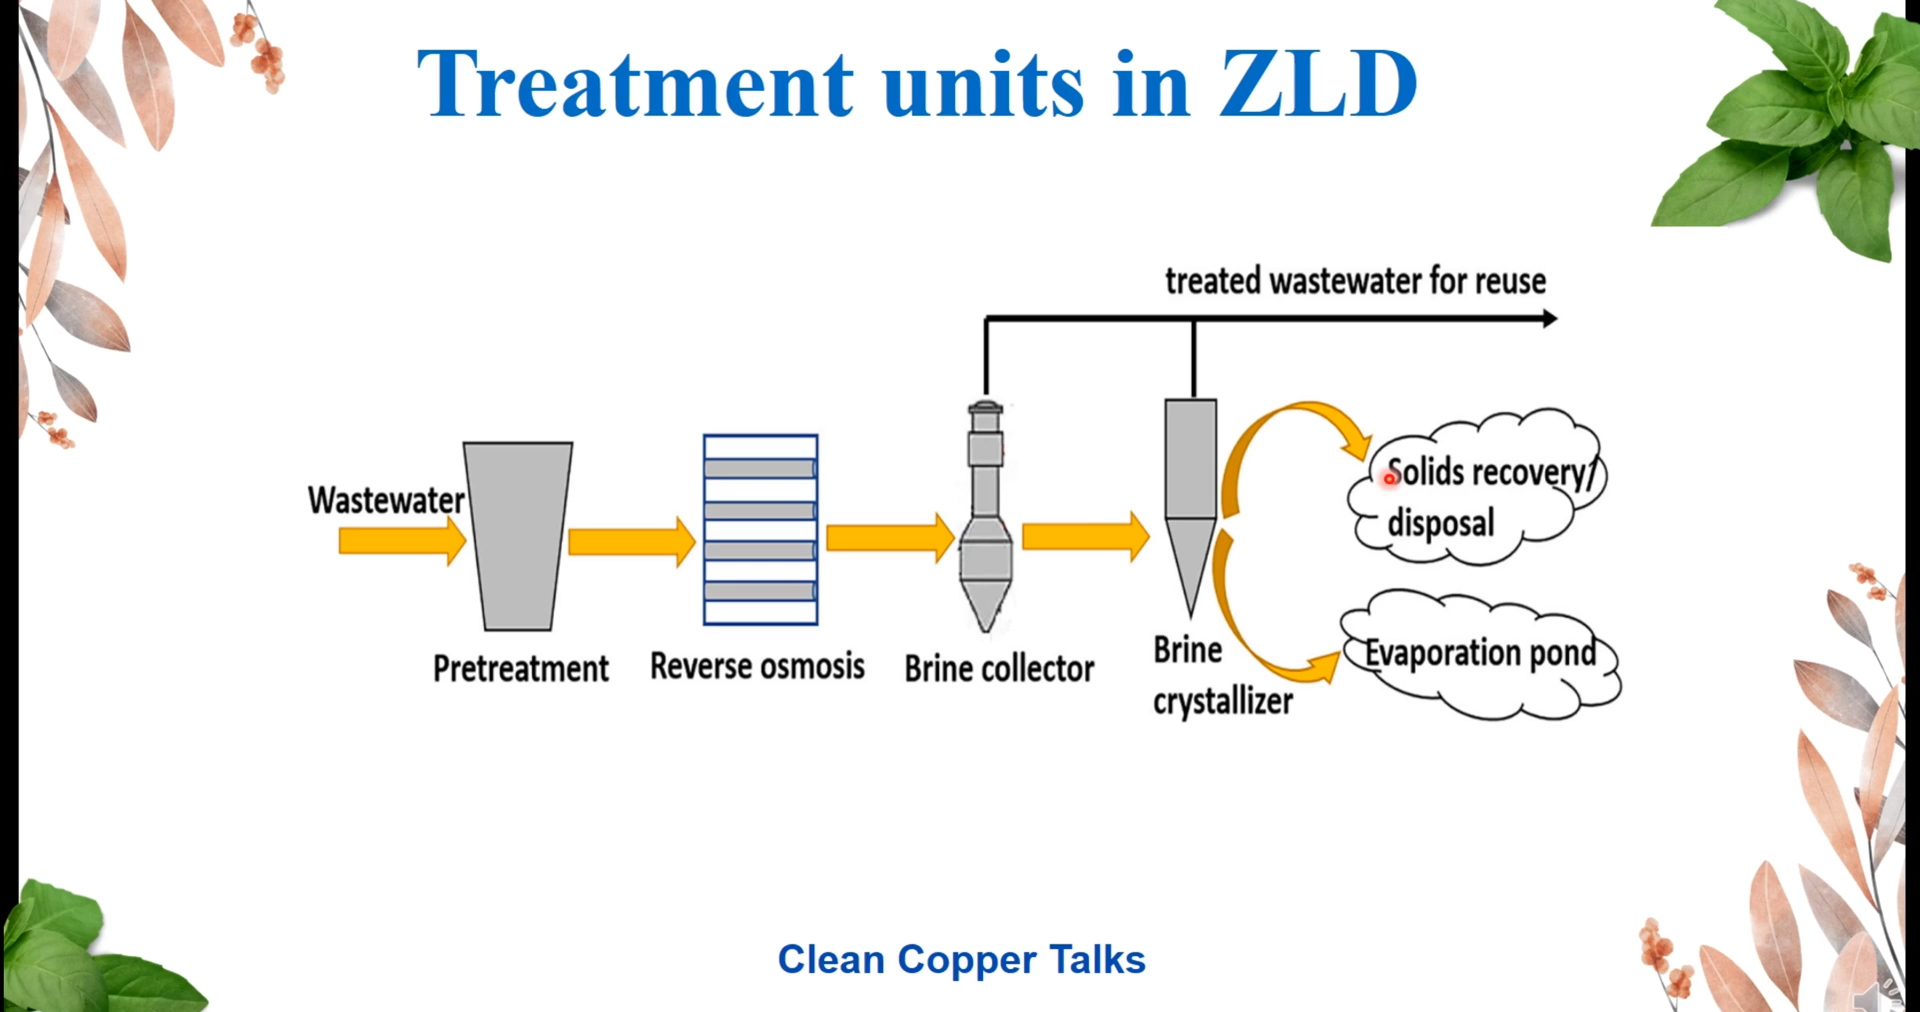 Treatment units in ZLD
treated wastewater for reuse
Wastewater
Solids recovery/
disposal
Pretreatment
Reverse osmosis
Brine collector
Brine
crystallizer
Evaporation pond
Clean Copper Talks